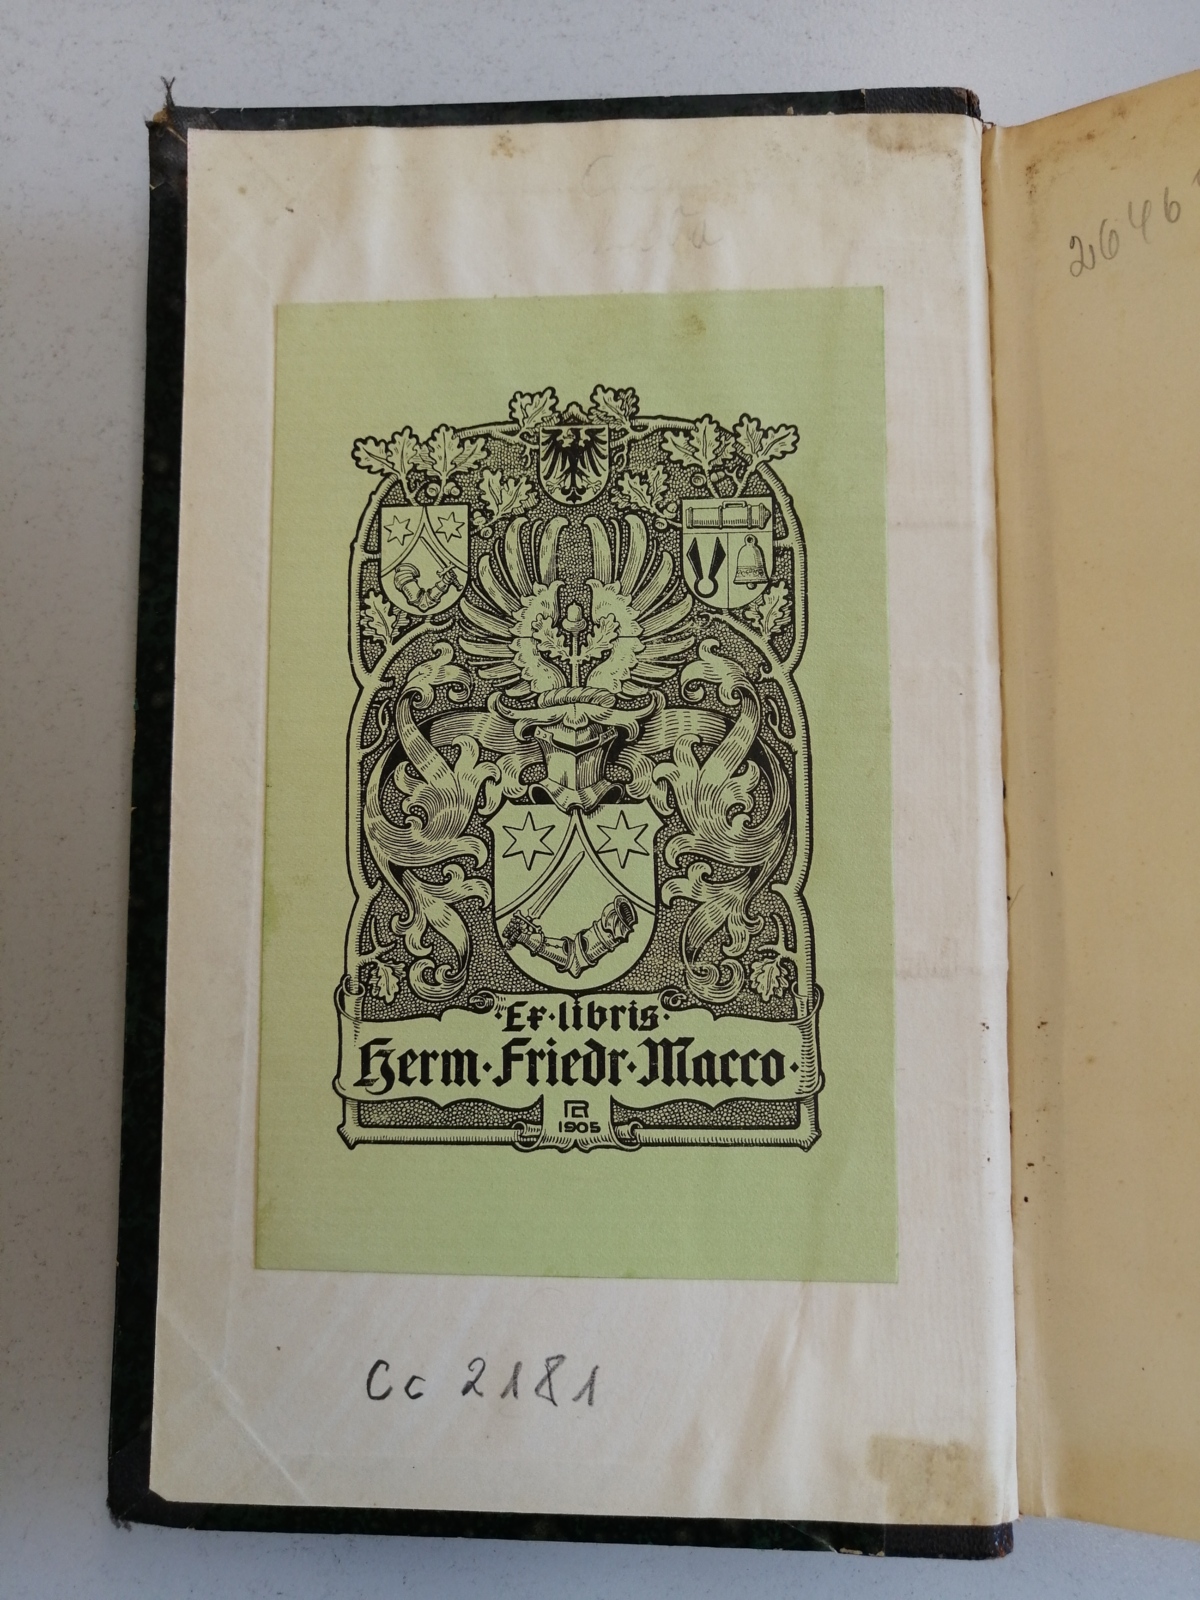 2646
·Ex·libris·
Herm·Friedr·Macco·
1905
Cc 2181